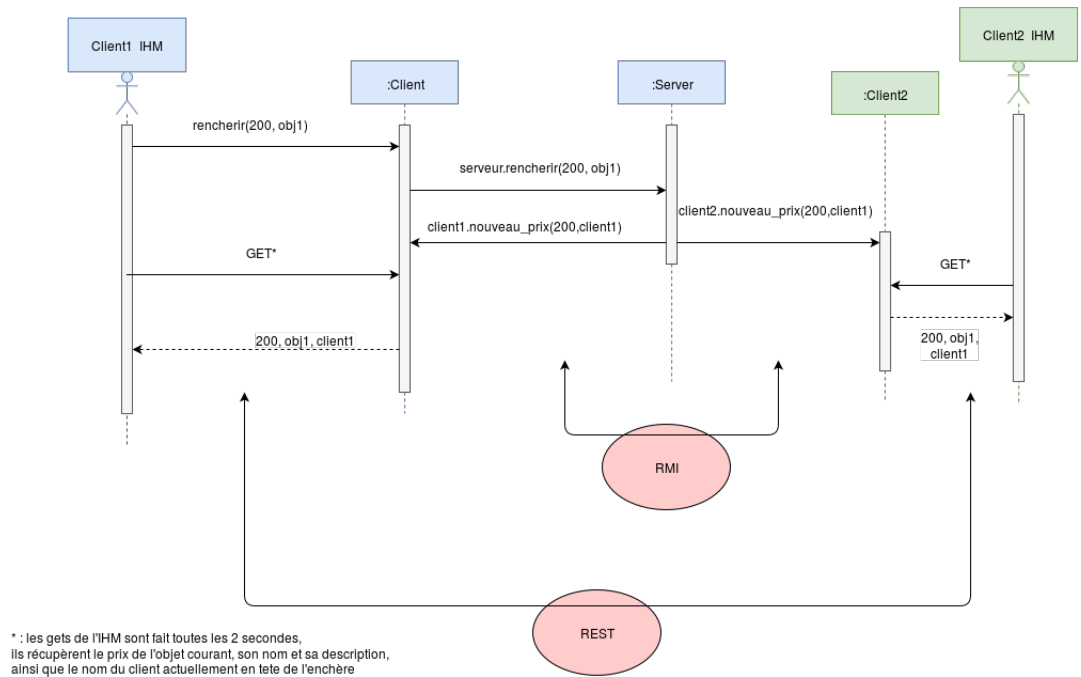 Client1 IHM
Client2 IHM
:Client
:Server
:Client2
rencherir(200, obj1)
serveur.rencherir(200, obj1)
client2.nouveau_prix(200,client1)
client1.nouveau_prix(200,client1)
GET*
GET*
200, obj1, client1
200, obj1,
client1
RMI
REST
* : les gets de l'IHM sont fait toutes les 2 secondes,
ils récupèrent le prix de l'objet courant, son nom et sa description,
ainsi que le nom du client actuellement en tete de l'enchère